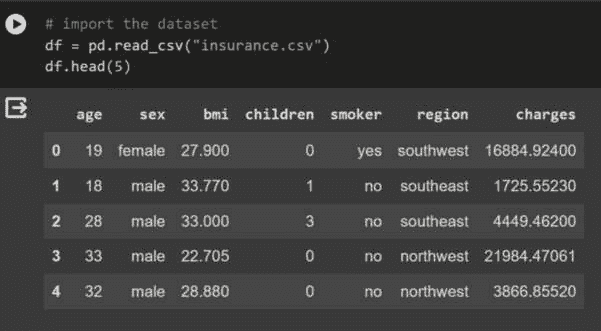 # import the dataset
df = pd.read_csv("insurance.csv")
df.head(5)
age sex bmi children smoker region charges
0 19 female 27.900 0 yes southwest 16884.92400
1 18 male 33.770 1 no southeast 1725.55230
2 28 male 33.000 3 no southeast 4449.46200
3 33 male 22.705 0 no northwest 21984.47061
4 32 male 28.880 0 no northwest 3866.85520